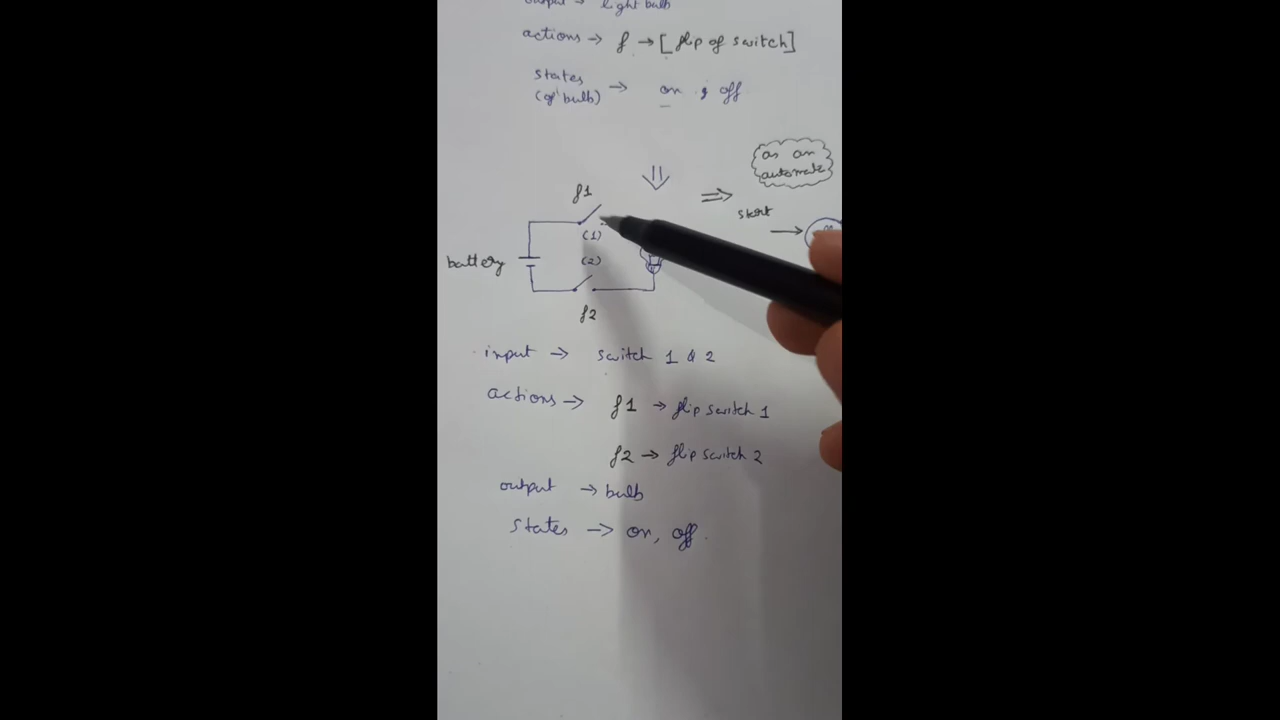 output → light bulb
actions → f → [flip of switch]
states (of bulb) → on, off
as an
automate
start
f1
(1)
battery
(2)
f2
input → switch 1 & 2
actions → f1 → flip switch 1
f2 → flip switch 2
output → bulb
states → on, off.